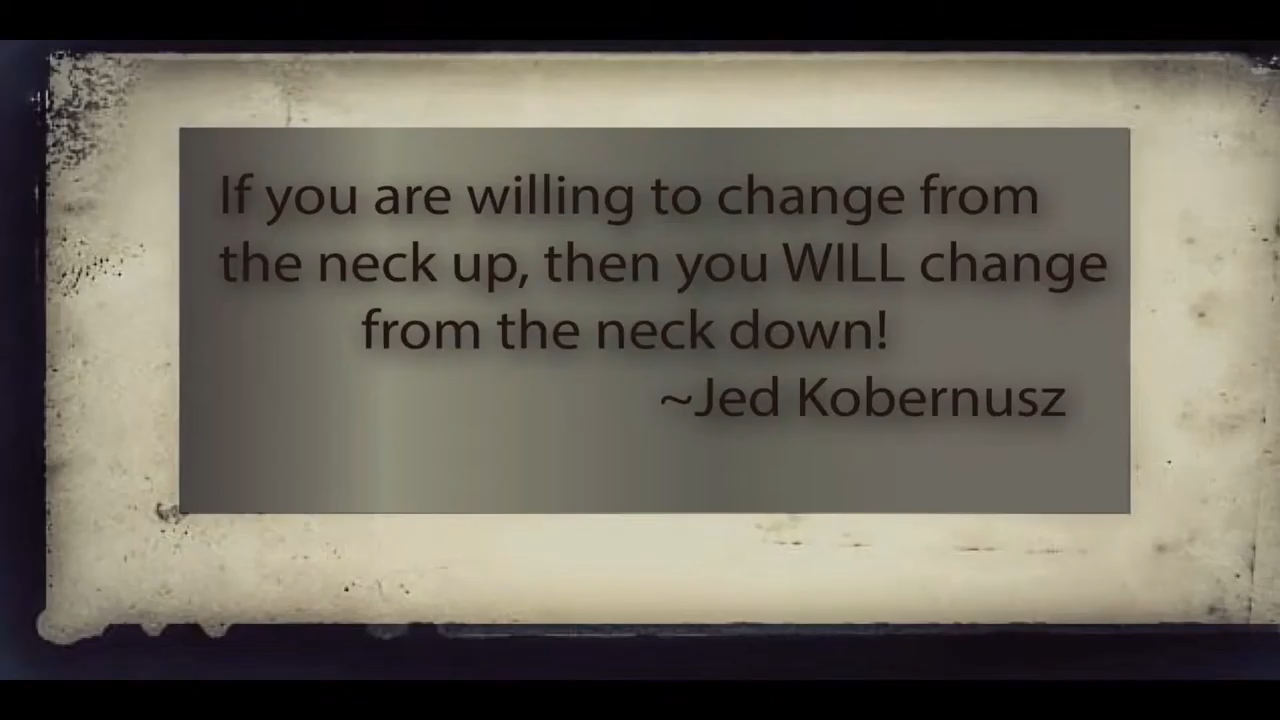 If you are willing to change from
the neck up, then you WILL change
from the neck down!
~Jed Kobernusz